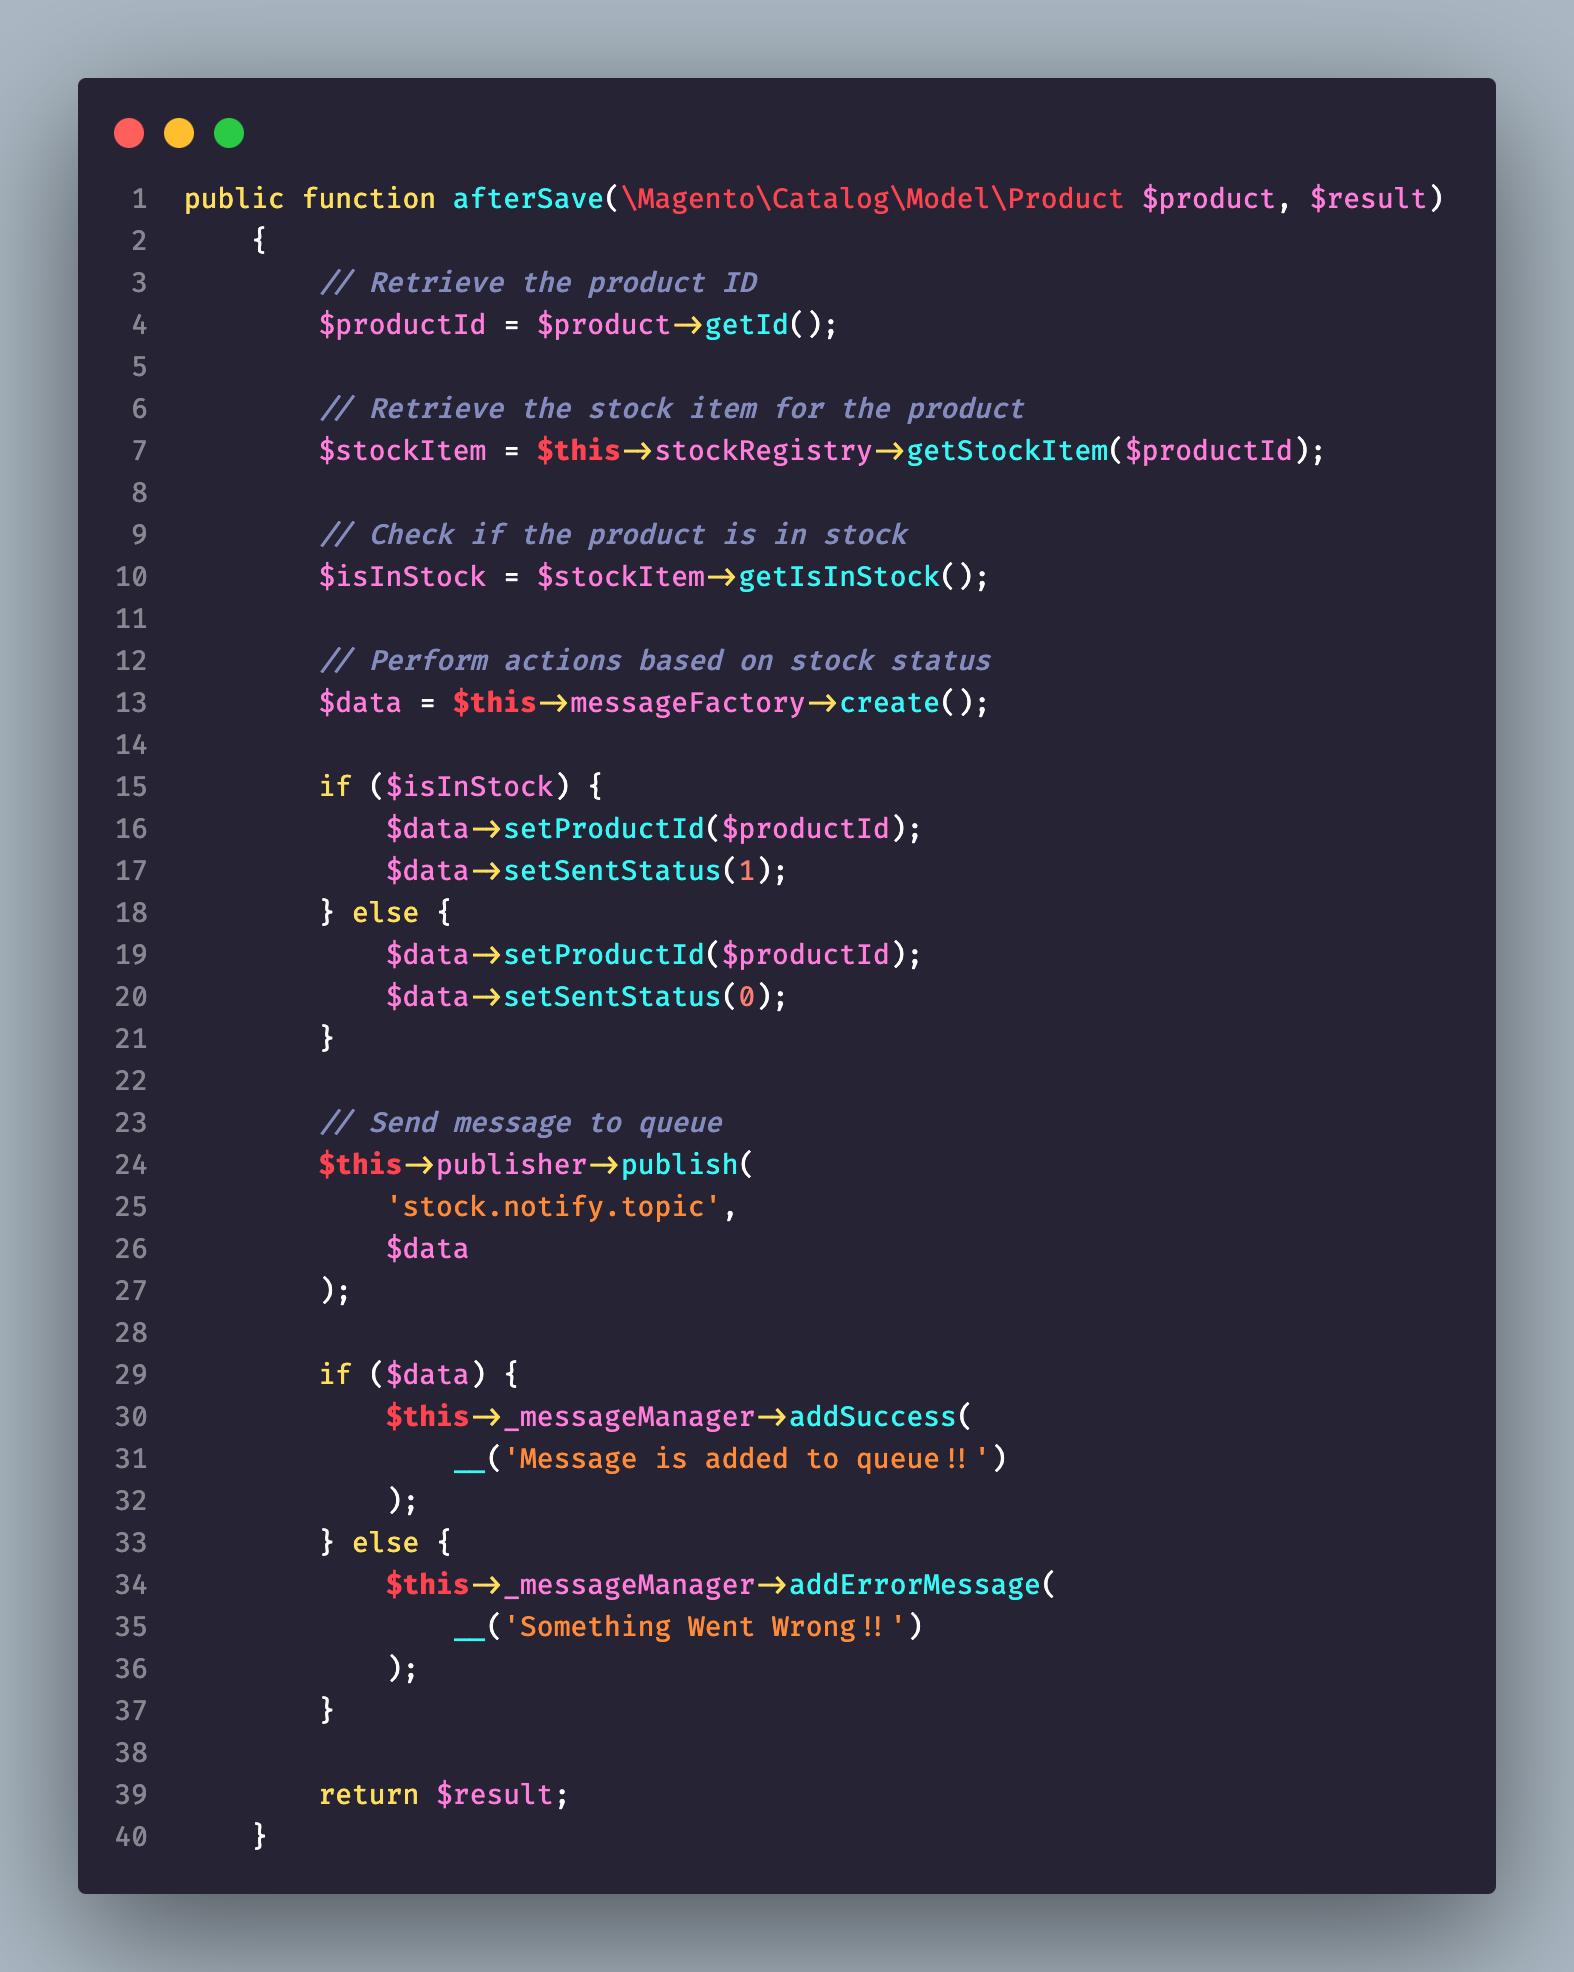 1 public function afterSave(\Magento\Catalog\Model\Product $product, $result)
2     {
3         // Retrieve the product ID
4         $productId = $product->getId();
5
6         // Retrieve the stock item for the product
7         $stockItem = $this->stockRegistry->getStockItem($productId);
8
9         // Check if the product is in stock
10         $isInStock = $stockItem->getIsInStock();
11
12         // Perform actions based on stock status
13         $data = $this->messageFactory->create();
14
15         if ($isInStock) {
16             $data->setProductId($productId);
17             $data->setSentStatus(1);
18         } else {
19             $data->setProductId($productId);
20             $data->setSentStatus(0);
21         }
22
23         // Send message to queue
24         $this->publisher->publish(
25             'stock.notify.topic',
26             $data
27         );
28
29         if ($data) {
30             $this->_messageManager->addSuccess(
31                 __('Message is added to queue!!')
32             );
33         } else {
34             $this->_messageManager->addErrorMessage(
35                 __('Something Went Wrong!!')
36             );
37         }
38
39         return $result;
40     }